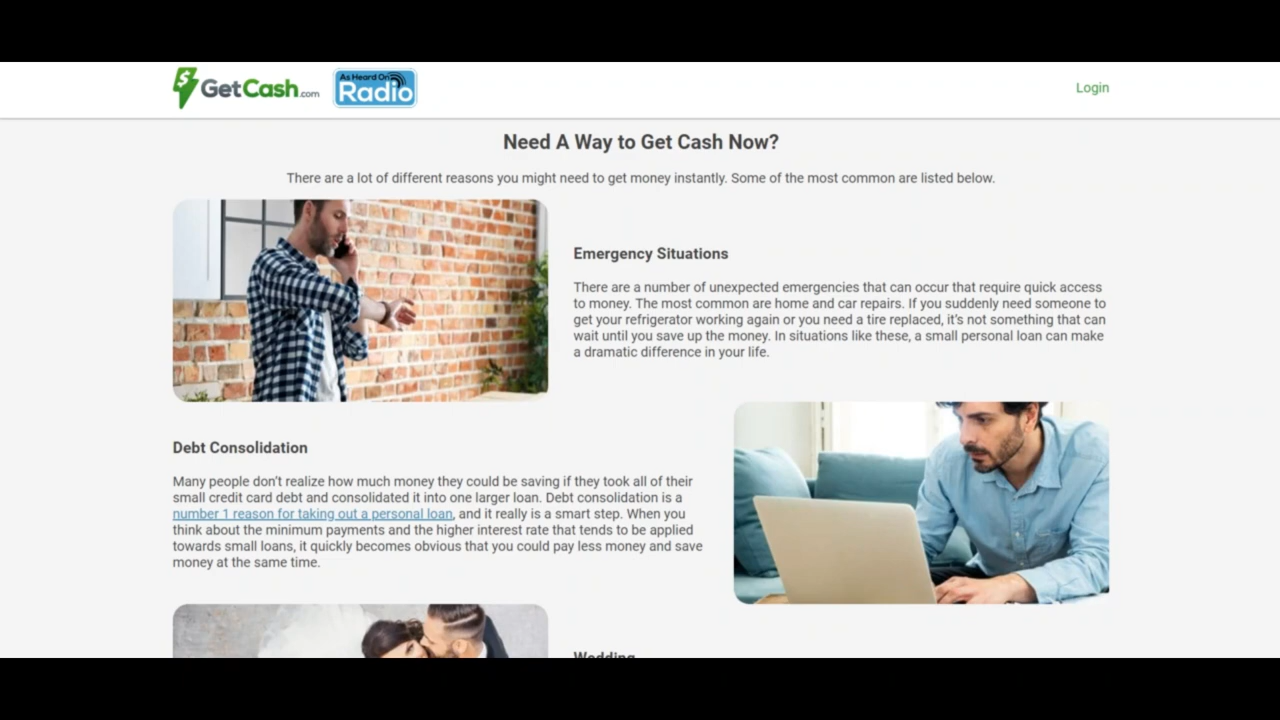 GetCash.com
As Heard On
Radio
Login
Need A Way to Get Cash Now?
There are a lot of different reasons you might need to get money instantly. Some of the most common are listed below.
Emergency Situations
There are a number of unexpected emergencies that can occur that require quick access
to money. The most common are home and car repairs. If you suddenly need someone to
get your refrigerator working again or you need a tire replaced, it's not something that can
wait until you save up the money. In situations like these, a small personal loan can make
a dramatic difference in your life.
Debt Consolidation
Many people don't realize how much money they could be saving if they took all of their
small credit card debt and consolidated it into one larger loan. Debt consolidation is a
number 1 reason for taking out a personal loan, and it really is a smart step. When you
think about the minimum payments and the higher interest rate that tends to be applied
towards small loans, it quickly becomes obvious that you could pay less money and save
money at the same time.
Wedding